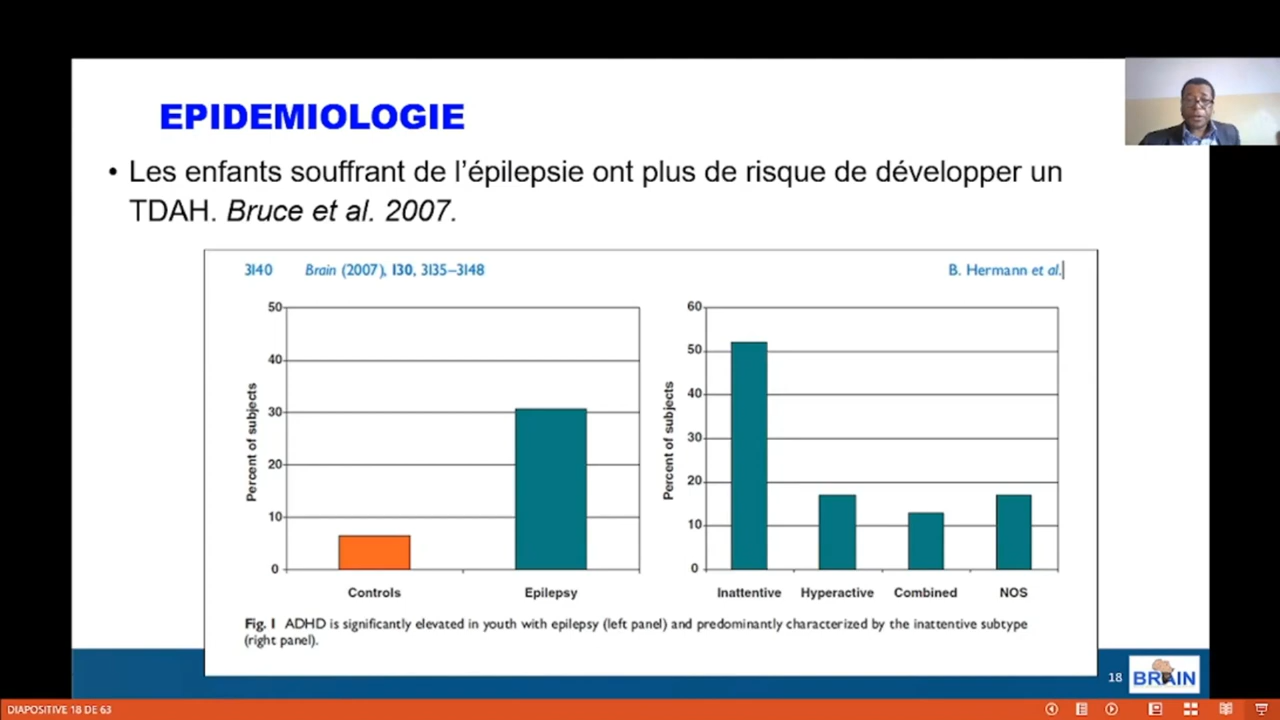 EPIDEMIOLOGIE
• Les enfants souffrant de l’épilepsie ont plus de risque de développer un
TDAH. Bruce et al. 2007.
3140 Brain (2007), 130, 3135–3148 B. Hermann et al.
50
40
30
20
10
0
Percent of subjects
Controls Epilepsy
60
50
40
30
20
10
0
Percent of subjects
Inattentive Hyperactive Combined NOS
Fig. 1 ADHD is significantly elevated in youth with epilepsy (left panel) and predominantly characterized by the inattentive subtype
(right panel).
18 BRAIN
DIAPOSITIVE 18 DE 63